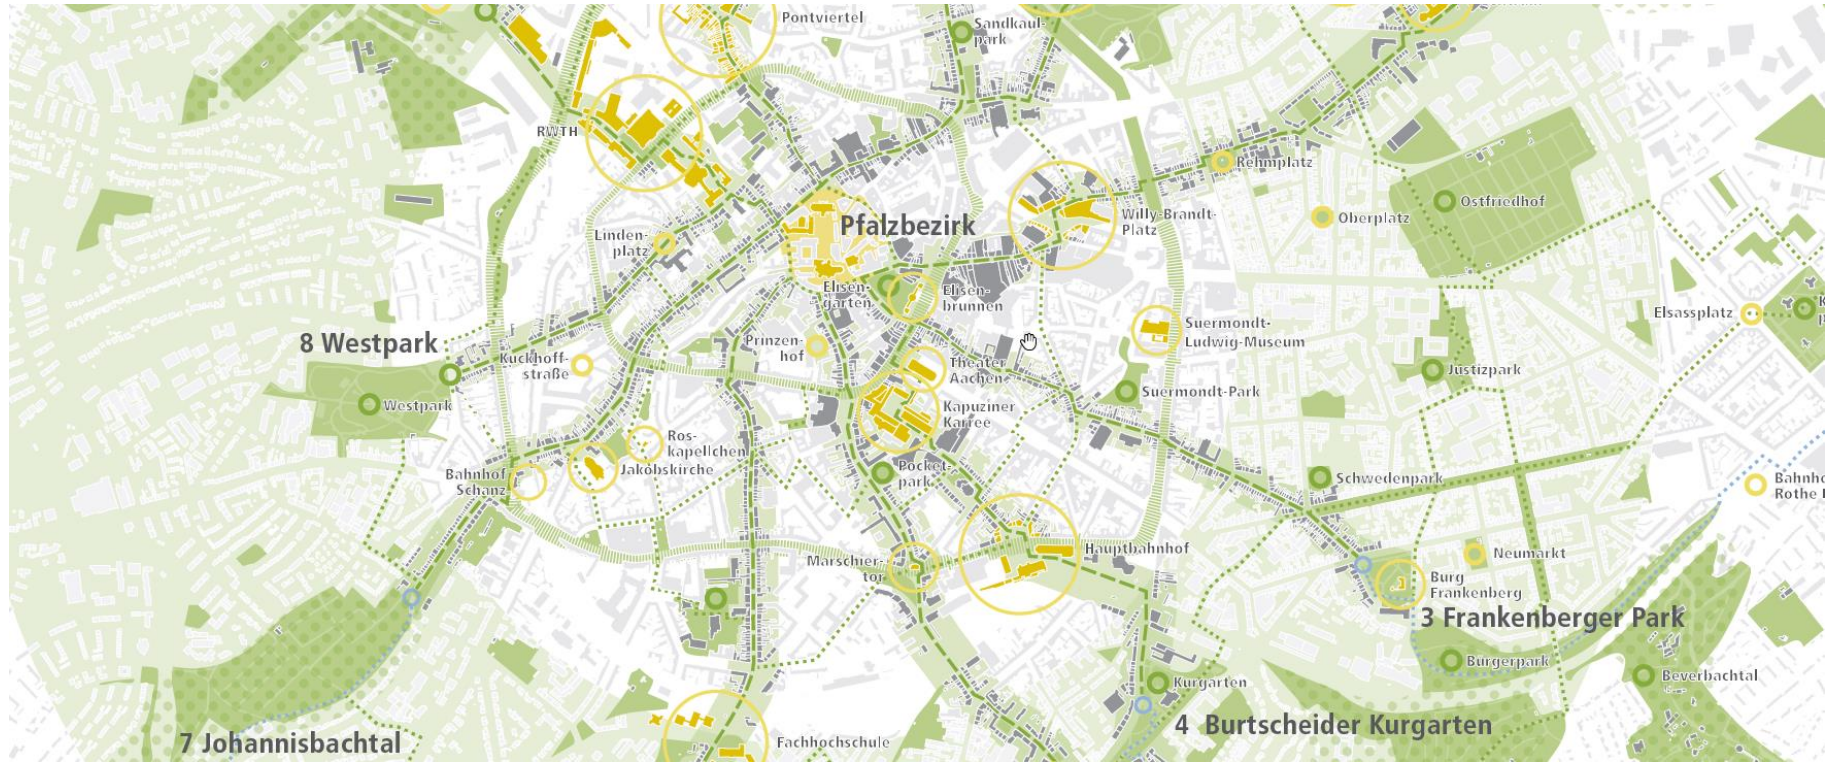 Pontviertel
Sandkaul-
park
RWTH
Rehmplatz
Ostfriedhof
Oberplatz
Willy-Brandt-
Platz
Pfalzbezirk
Linden-
platz
Elisen-
garten
Elisen-
brunnen
Elsassplatz
Suermondt-
Ludwig-Museum
8 Westpark
Prinzen-
hof
Kuckhoff-
straße
Theater
Aachen
Justizpark
Suermondt-Park
Westpark
Kapuziner
Karree
Ros-
kapellchen
Jakobskirche
Bahnhof
Schanz
Pocket-
park
Schwedenpark
Rothe
Hauptbahnhof
Neumarkt
Marschier-
tor
Burg
Frankenberg
3 Frankenberger Park
Bürgerpark
Beverbachtal
Kurgarten
4 Burtscheider Kurgarten
7 Johannisbachtal
Fachhochschule